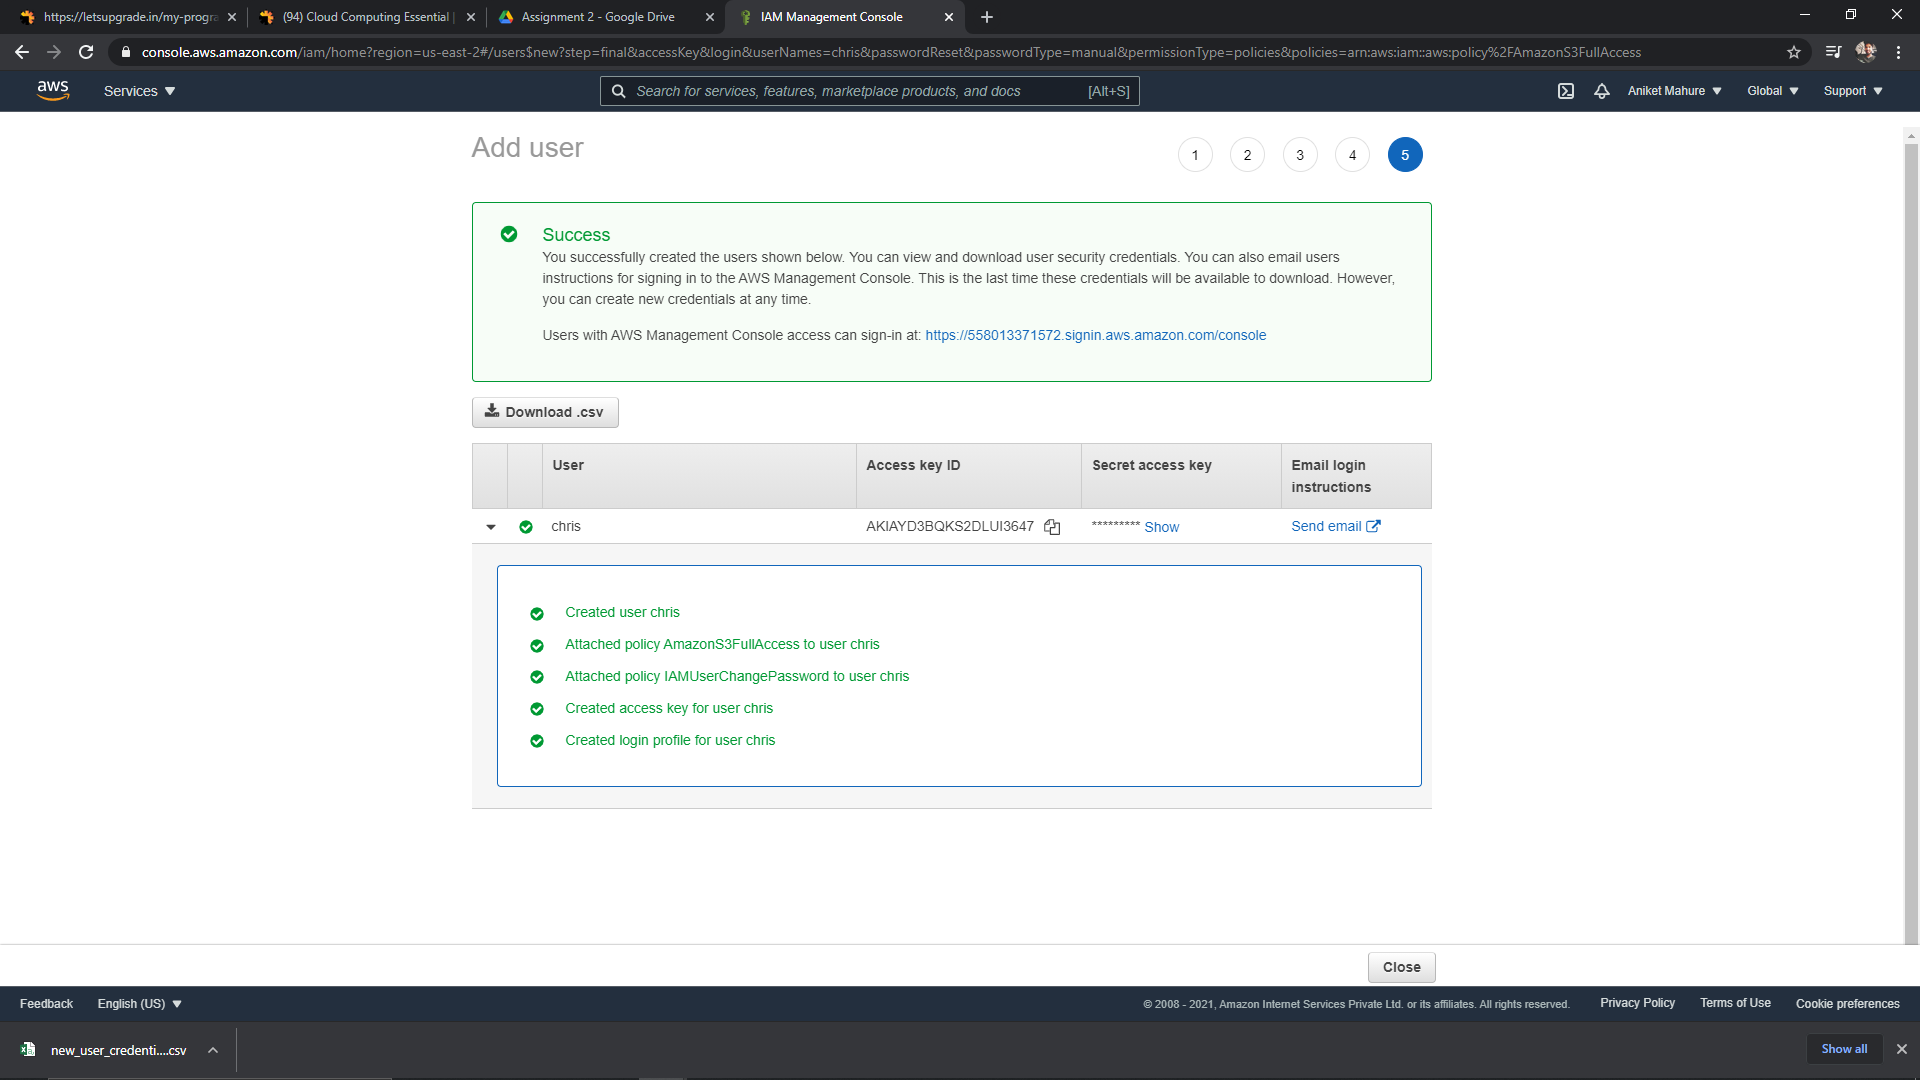 https://letsupgrade.in/my-progra
(94) Cloud Computing Essential |
Assignment 2 - Google Drive
IAM Management Console
console.aws.amazon.com/iam/home?region=us-east-2#/users$new?step=final&accessKey&login&userNames=chris&passwordReset&passwordType=manual&permissionType=policies&policies=arn:aws:iam::aws:policy%2FAmazonS3FullAccess
aws
Services
Search for services, features, marketplace products, and docs
[Alt+S]
Aniket Mahure
Global
Support
Add user
1
2
3
4
5
Success
You successfully created the users shown below. You can view and download user security credentials. You can also email users
instructions for signing in to the AWS Management Console. This is the last time these credentials will be available to download. However,
you can create new credentials at any time.
Users with AWS Management Console access can sign-in at: https://558013371572.signin.aws.amazon.com/console
Download .csv
User
Access key ID
Secret access key
Email login
instructions
chris
AKIAYD3BQKS2DLUI3647
********* Show
Send email
Created user chris
Attached policy AmazonS3FullAccess to user chris
Attached policy IAMUserChangePassword to user chris
Created access key for user chris
Created login profile for user chris
Close
Feedback
English (US)
© 2008 - 2021, Amazon Internet Services Private Ltd. or its affiliates. All rights reserved.
Privacy Policy
Terms of Use
Cookie preferences
new_user_credenti....csv
Show all